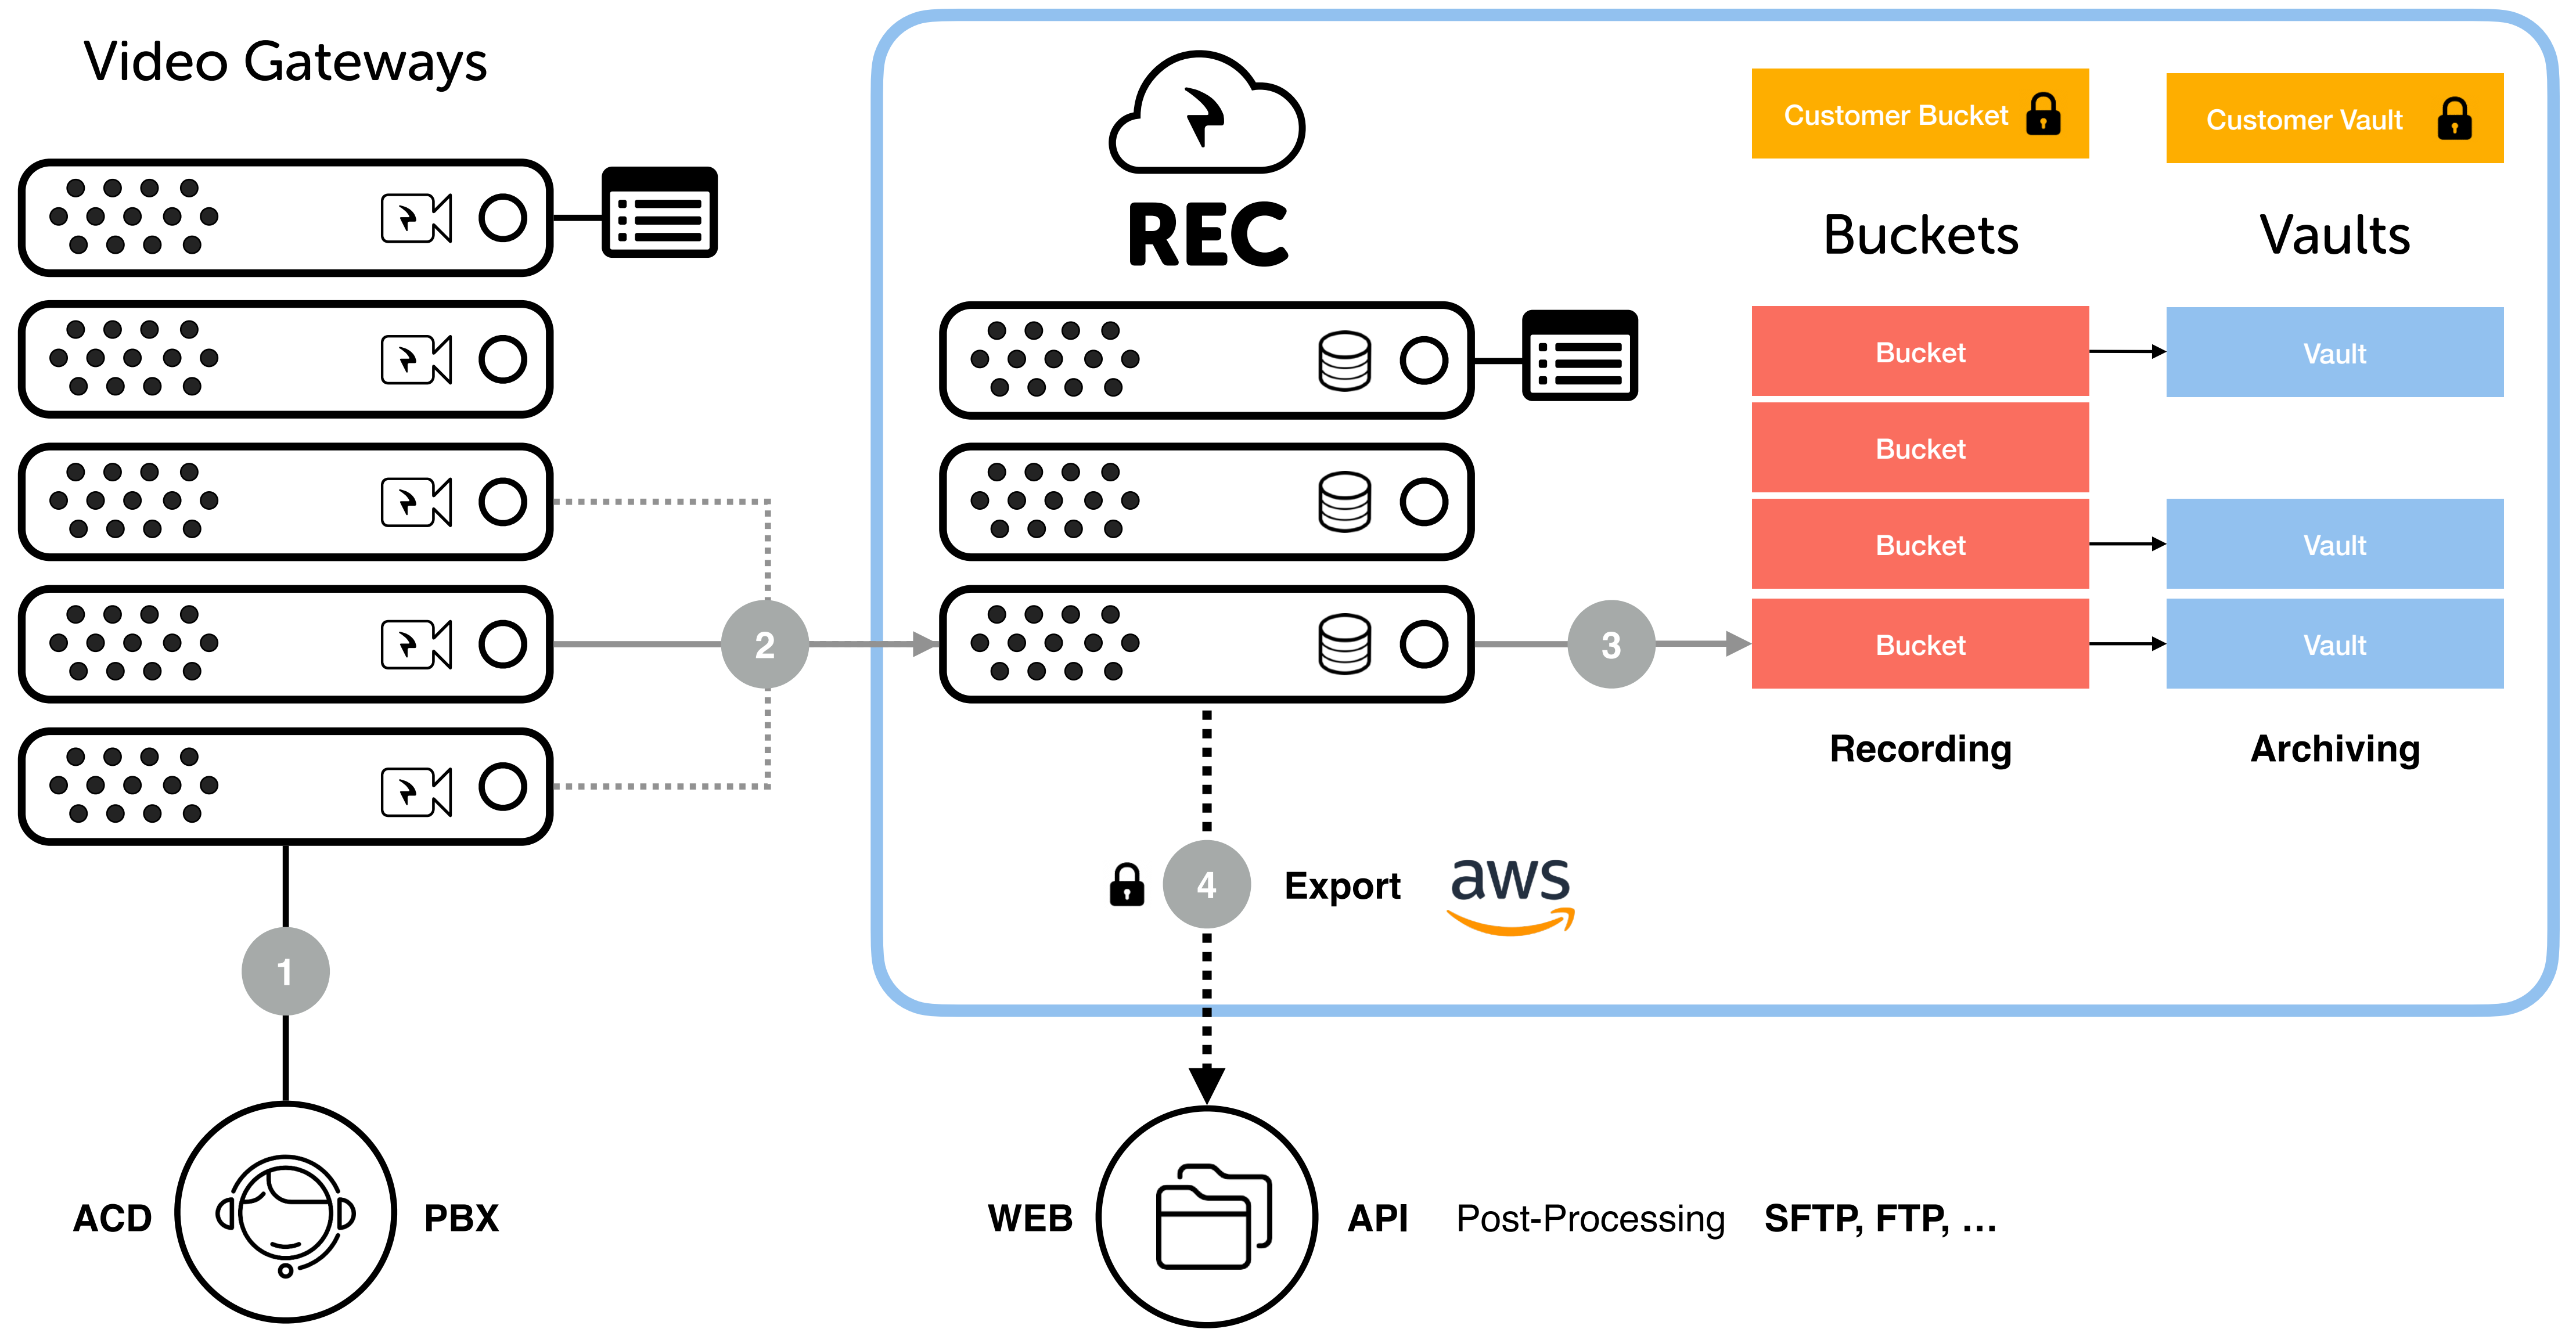 Video Gateways
REC
Customer Bucket
Customer Vault
Buckets
Vaults
Bucket
Vault
Bucket
Bucket
Vault
2
3
Bucket
Vault
Recording
Archiving
4
Export
aws
1
ACD
PBX
WEB
API
Post-Processing
SFTP, FTP, ...